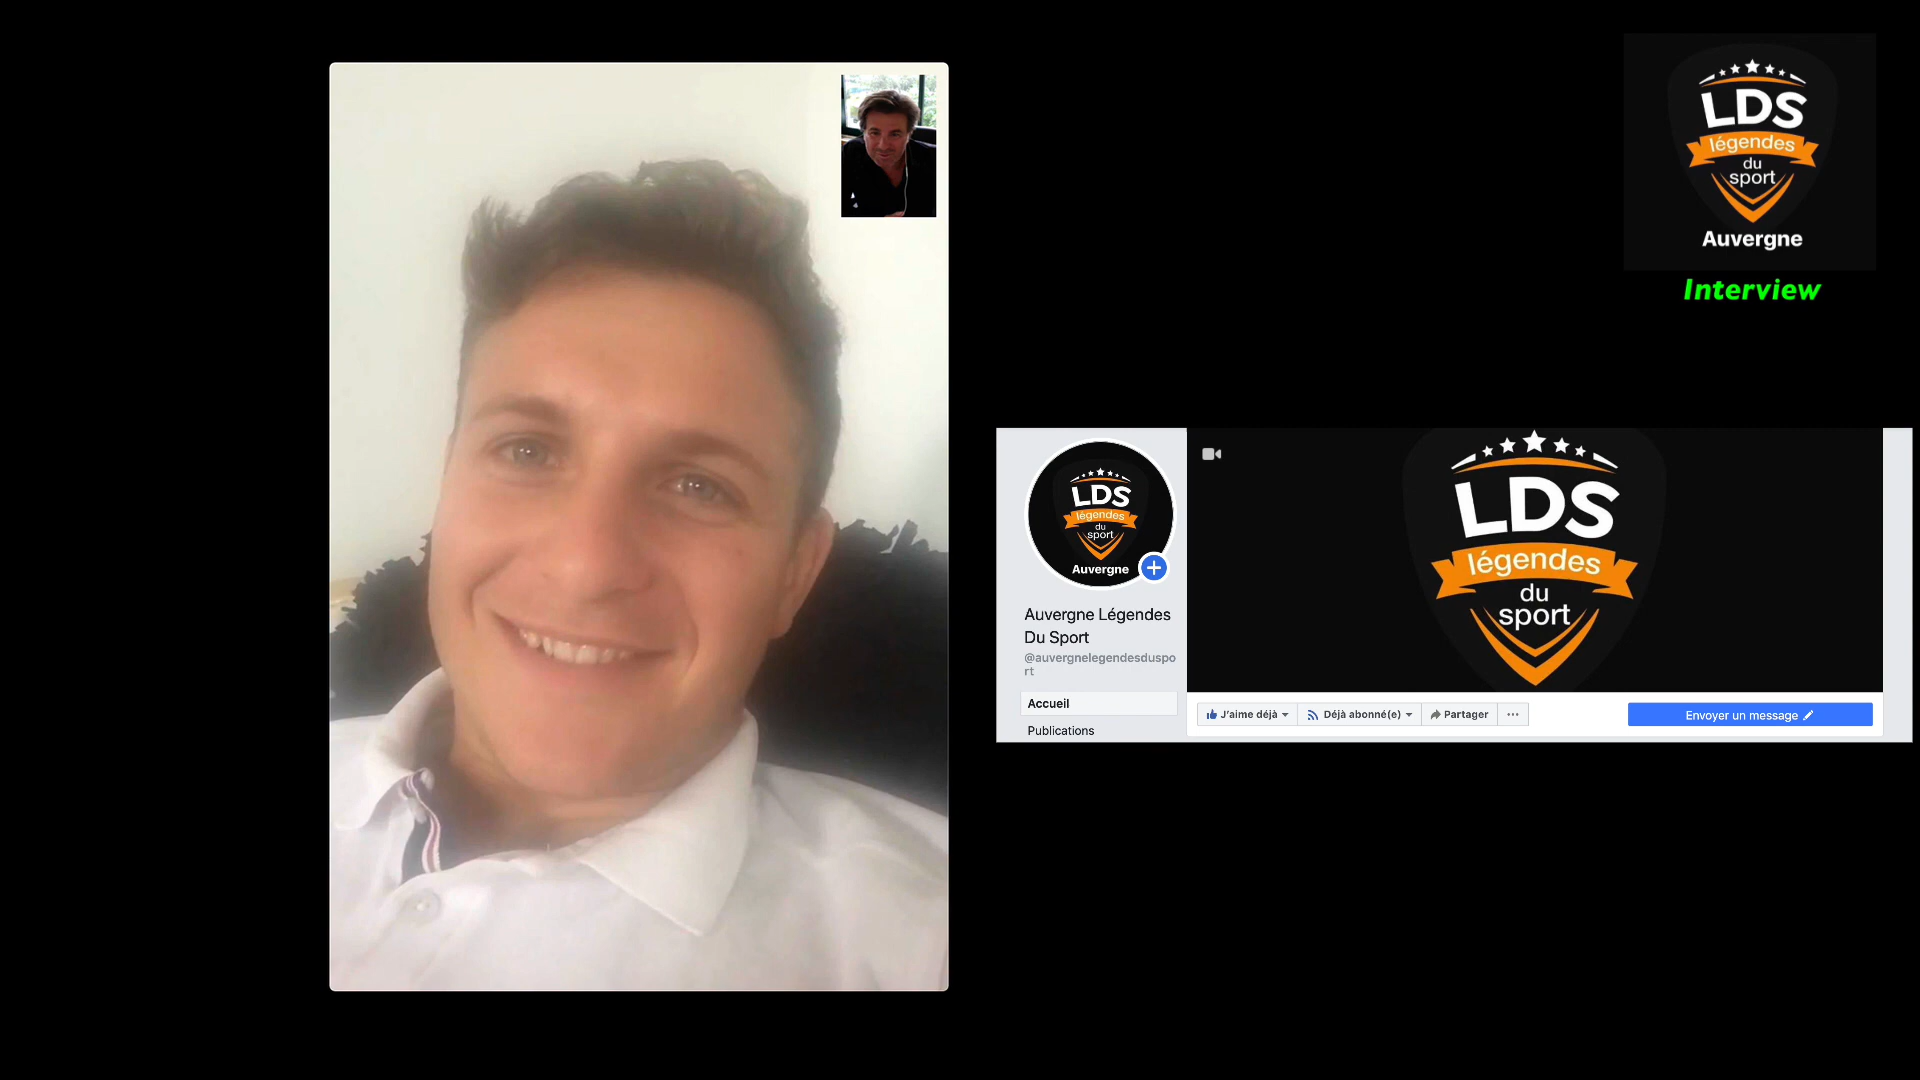 LDS
légendes
du
sport
Auvergne
Interview
LDS
légendes
du
sport
Auvergne
Auvergne Légendes
Du Sport
@auvergnelegendesduspo
rt
Accueil
Publications
LDS
légendes
du
sport
J'aime déjà
Déjà abonné(e)
Partager
Envoyer un message